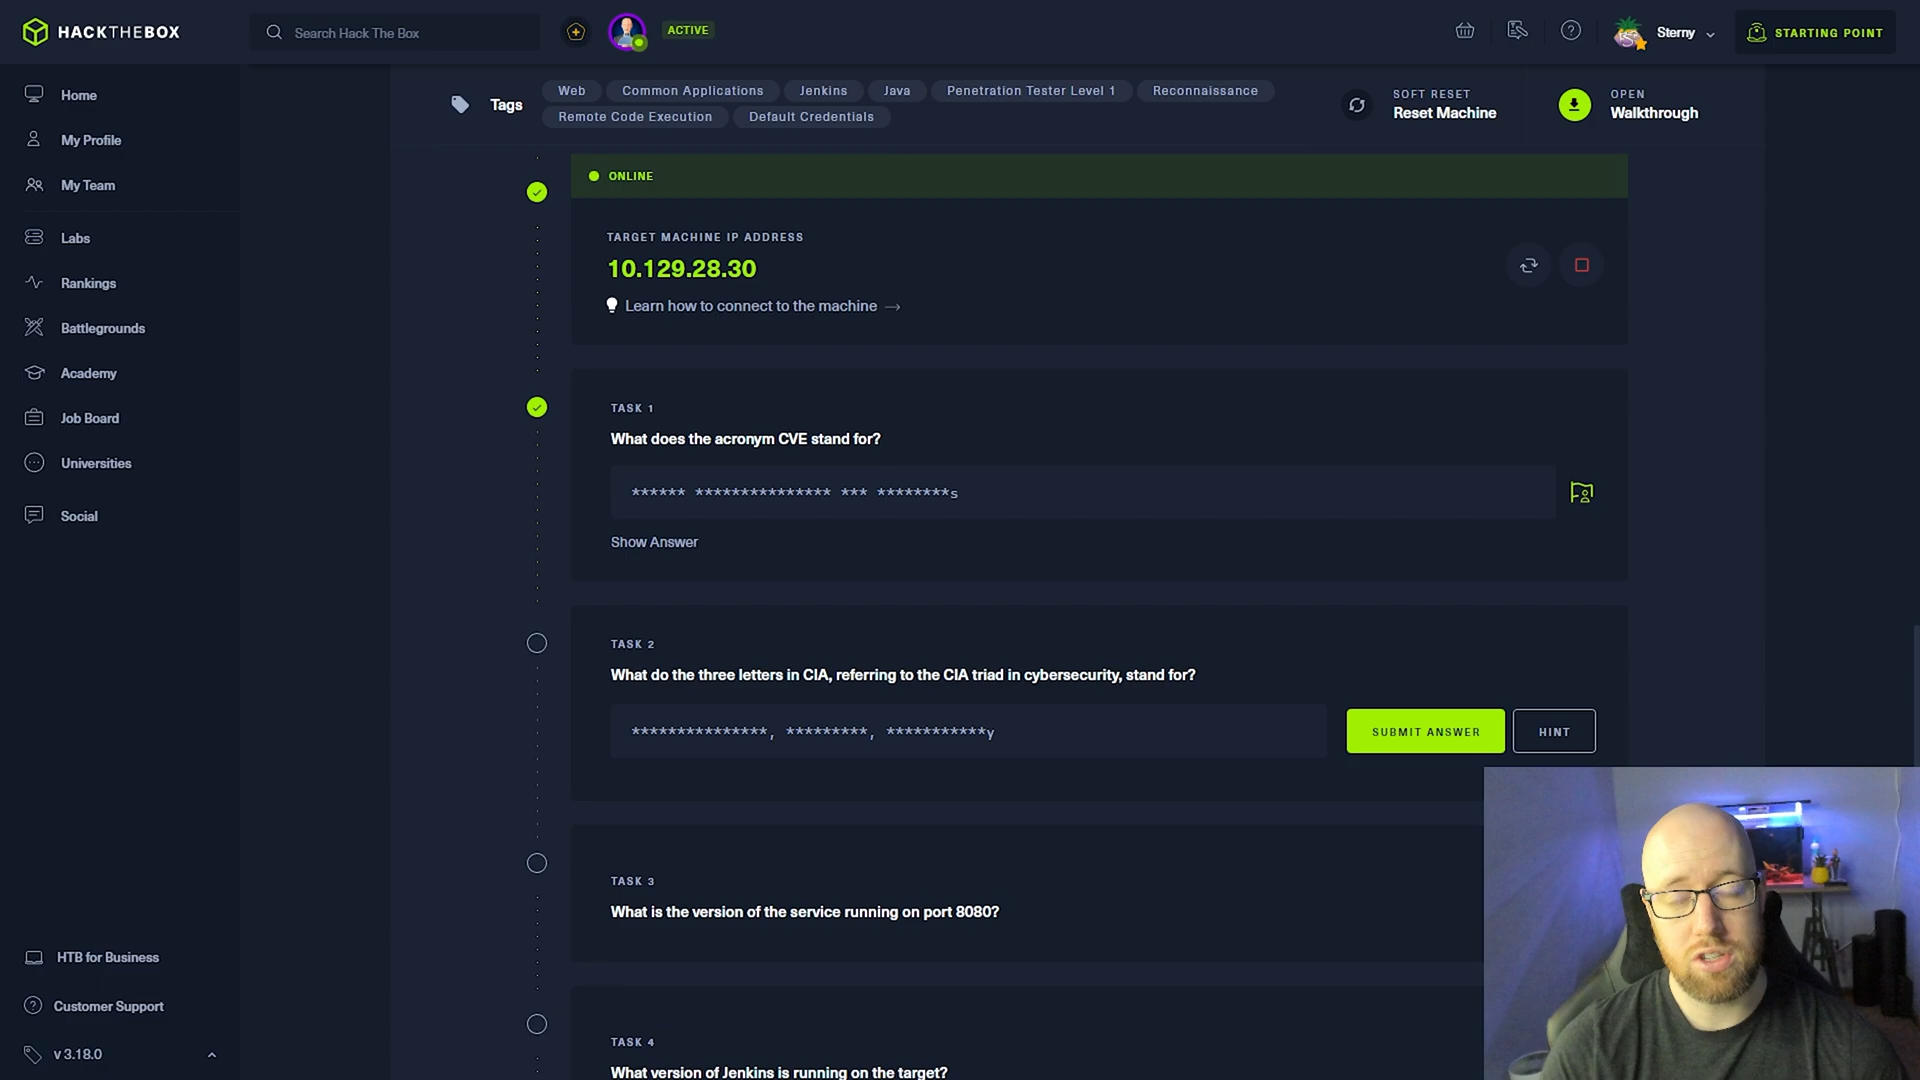 HACKTHEBOX
Search Hack The Box
ACTIVE
Sterny
STARTING POINT
Home
My Profile
My Team
Labs
Rankings
Battlegrounds
Academy
Job Board
Universities
Social
HTB for Business
Customer Support
v 3.18.0
Tags
Web
Common Applications
Jenkins
Java
Penetration Tester Level 1
Reconnaissance
Remote Code Execution
Default Credentials
SOFT RESET
Reset Machine
OPEN
Walkthrough
ONLINE
TARGET MACHINE IP ADDRESS
10.129.28.30
Learn how to connect to the machine →
TASK 1
What does the acronym CVE stand for?
****** *************** *** ********s
Show Answer
TASK 2
What do the three letters in CIA, referring to the CIA triad in cybersecurity, stand for?
***************, *********, ***********y
SUBMIT ANSWER
HINT
TASK 3
What is the version of the service running on port 8080?
TASK 4
What version of Jenkins is running on the target?